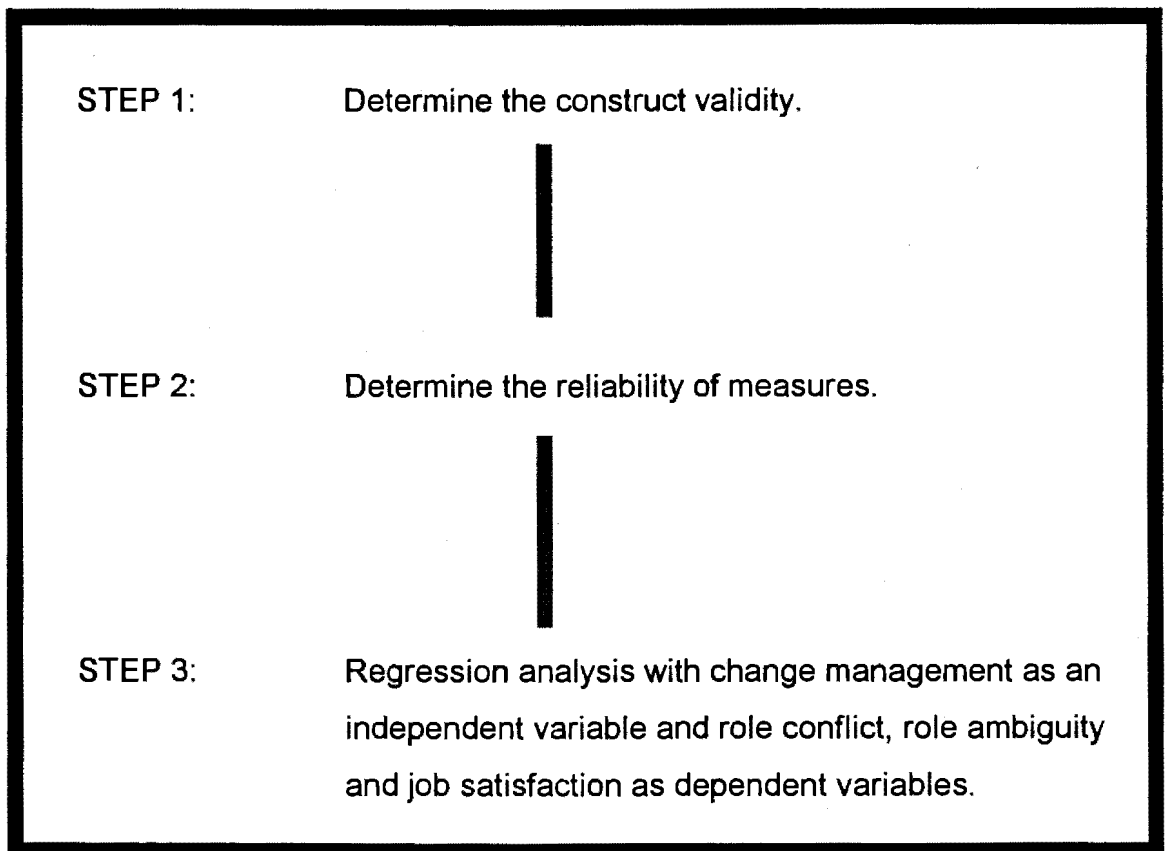 STEP 1: Determine the construct validity.
STEP 2: Determine the reliability of measures.
STEP 3: Regression analysis with change management as an
independent variable and role conflict, role ambiguity
and job satisfaction as dependent variables.